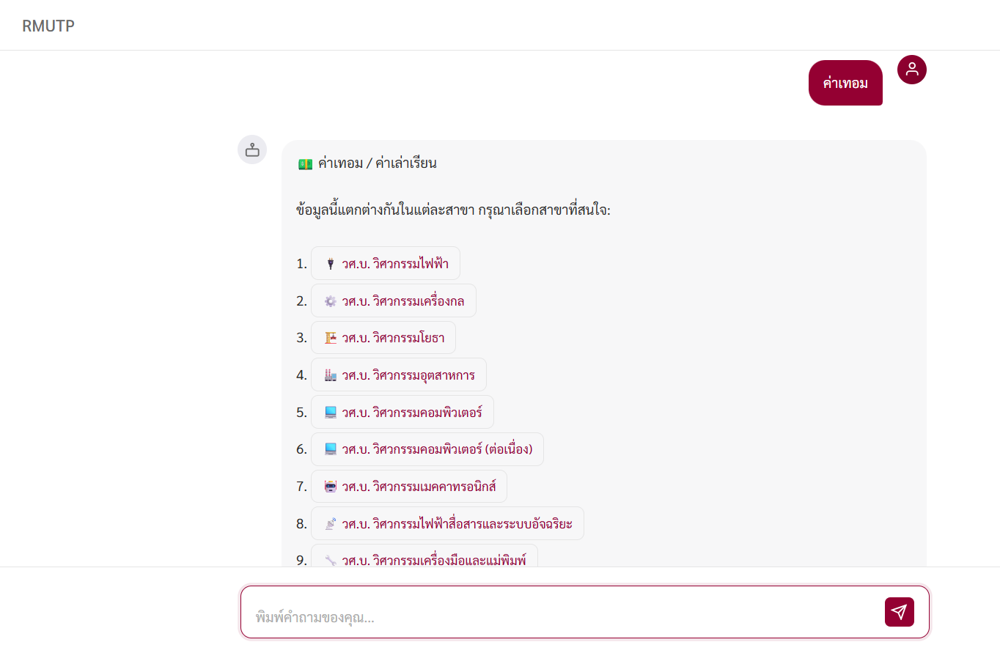 RMUTP
ค่าเทอม
ค่าเทอม / ค่าเล่าเรียน
ข้อมูลนี้แตกต่างกันในแต่ละสาขา กรุณาเลือกสาขาที่สนใจ:
1. วศ.บ. วิศวกรรมไฟฟ้า
2. วศ.บ. วิศวกรรมเครื่องกล
3. วศ.บ. วิศวกรรมโยธา
4. วศ.บ. วิศวกรรมอุตสาหการ
5. วศ.บ. วิศวกรรมคอมพิวเตอร์
6. วศ.บ. วิศวกรรมคอมพิวเตอร์ (ต่อเนื่อง)
7. วศ.บ. วิศวกรรมเมคคาทรอนิกส์
8. วศ.บ. วิศวกรรมไฟฟ้าสื่อสารและระบบอัจฉริยะ
9. วศ.บ. วิศวกรรมเครื่องมือและแม่พิมพ์
พิมพ์คำถามของคุณ...